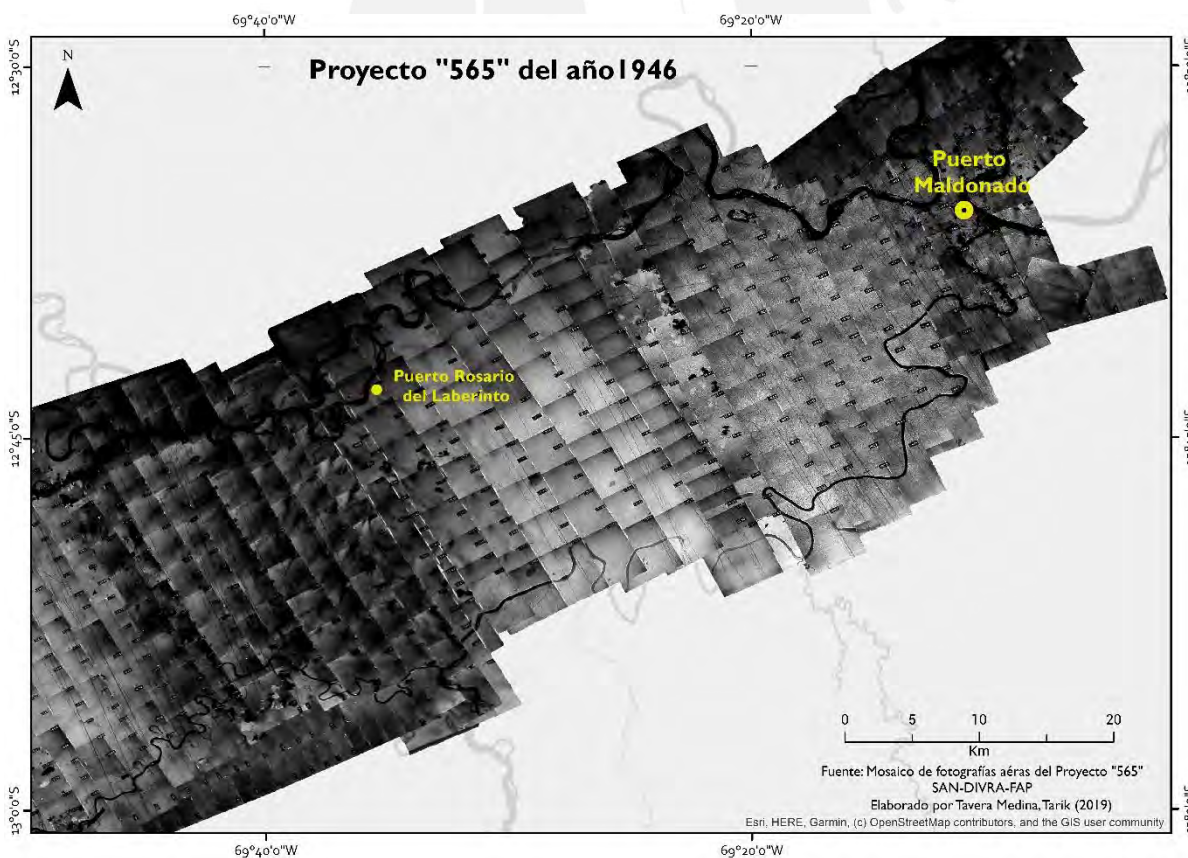 69°40'0"W
69°20'0"W
N
Proyecto "565" del año1946
12°30'0"S
Puerto
Maldonado
Puerto Rosario
del Laberinto
12°45'0"S
0
5
10
20
Km
Fuente: Mosaico de fotografías aéras del Proyecto "565"
SAN-DIVRA-FAP
Elaborado por Tavera Medina, Tarik (2019)
Esri, HERE, Garmin, (c) OpenStreetMap contributors, and the GIS user community
13°0'0"S
69°40'0"W
69°20'0"W